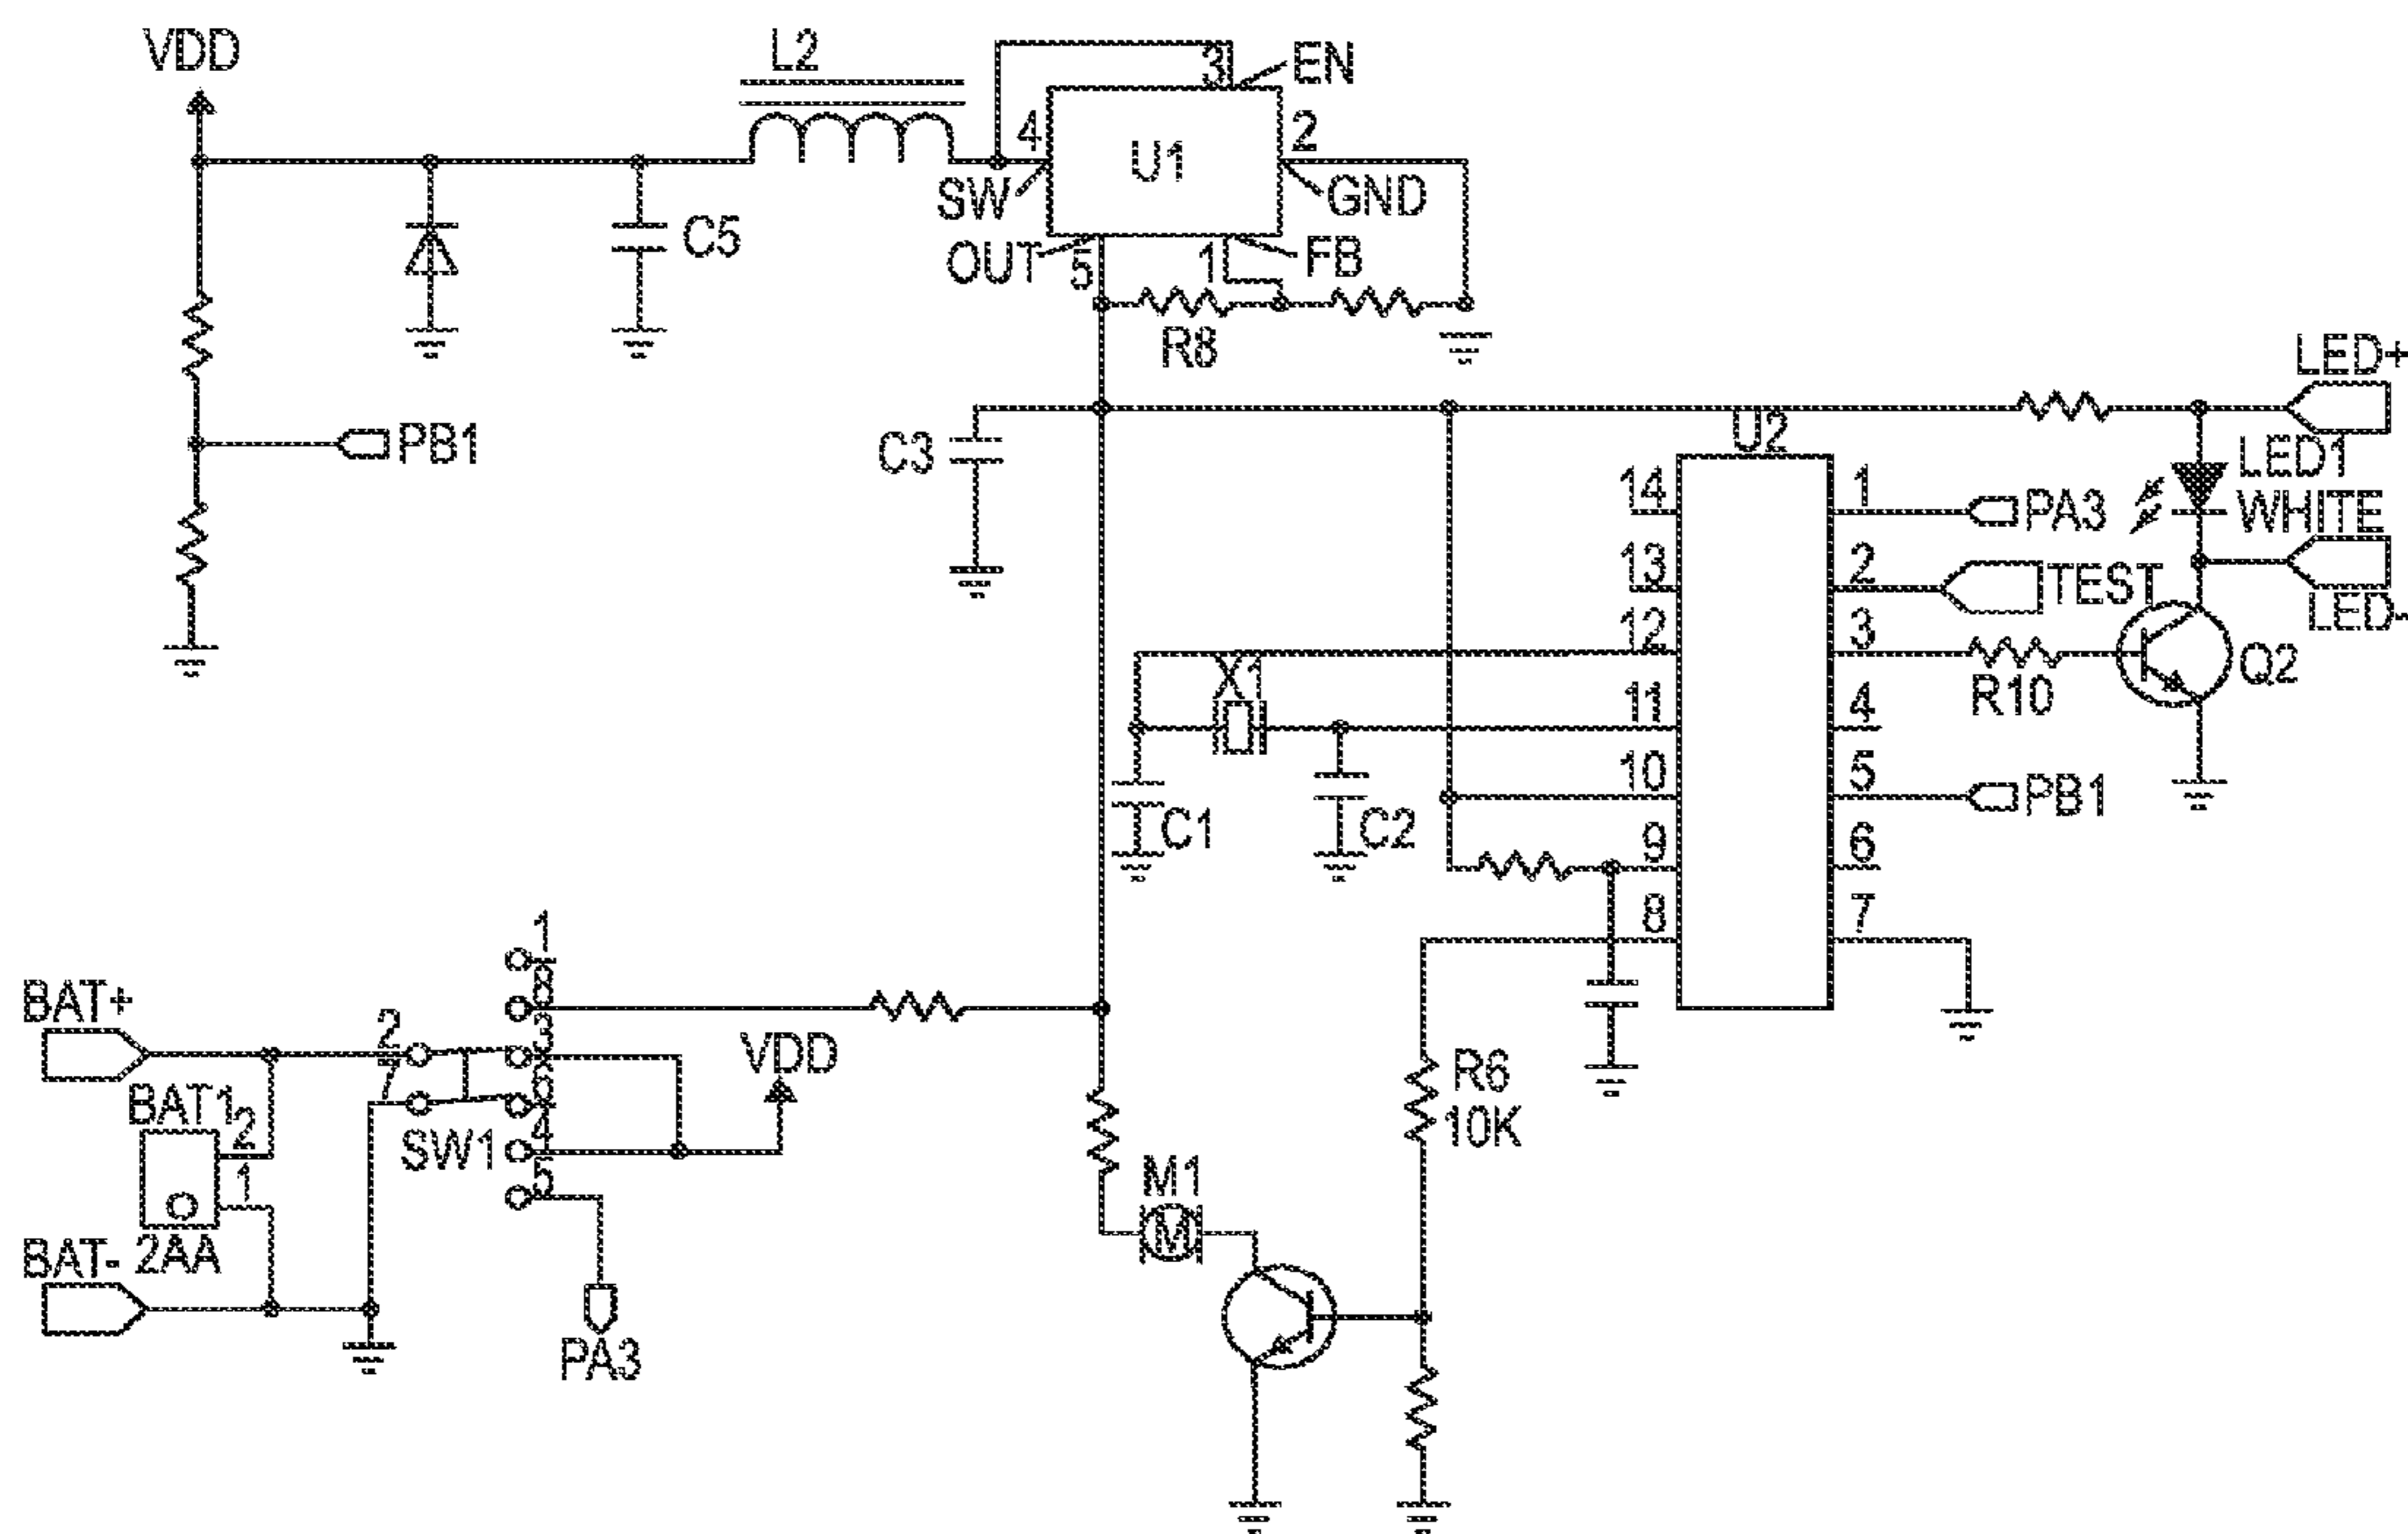 VDD
L2
3
EN
4
U1
2
SW
GND
C5
OUT
5
1
FB
R8
LED+
PB1
C3
U2
LED1
WHITE
14
1
PA3
13
2
TEST
LED-
12
3
R10
Q2
X1
11
4
10
5
PB1
C1
C2
9
6
8
7
1
8
BAT+
2
3
VDD
7
6
BAT1
2
SW1
4
1
5
R6
10K
M1
M
2AA
BAT-
PA3